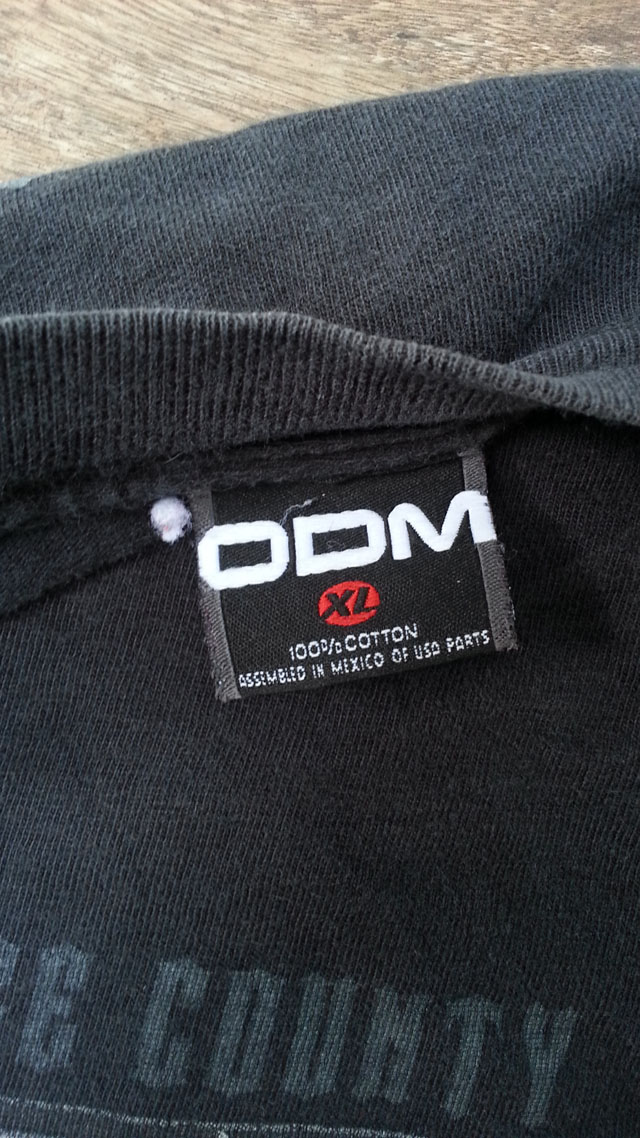 ODM
XL
100% COTTON
ASSEMBLED IN MEXICO OF USA PARTS
COUNTY